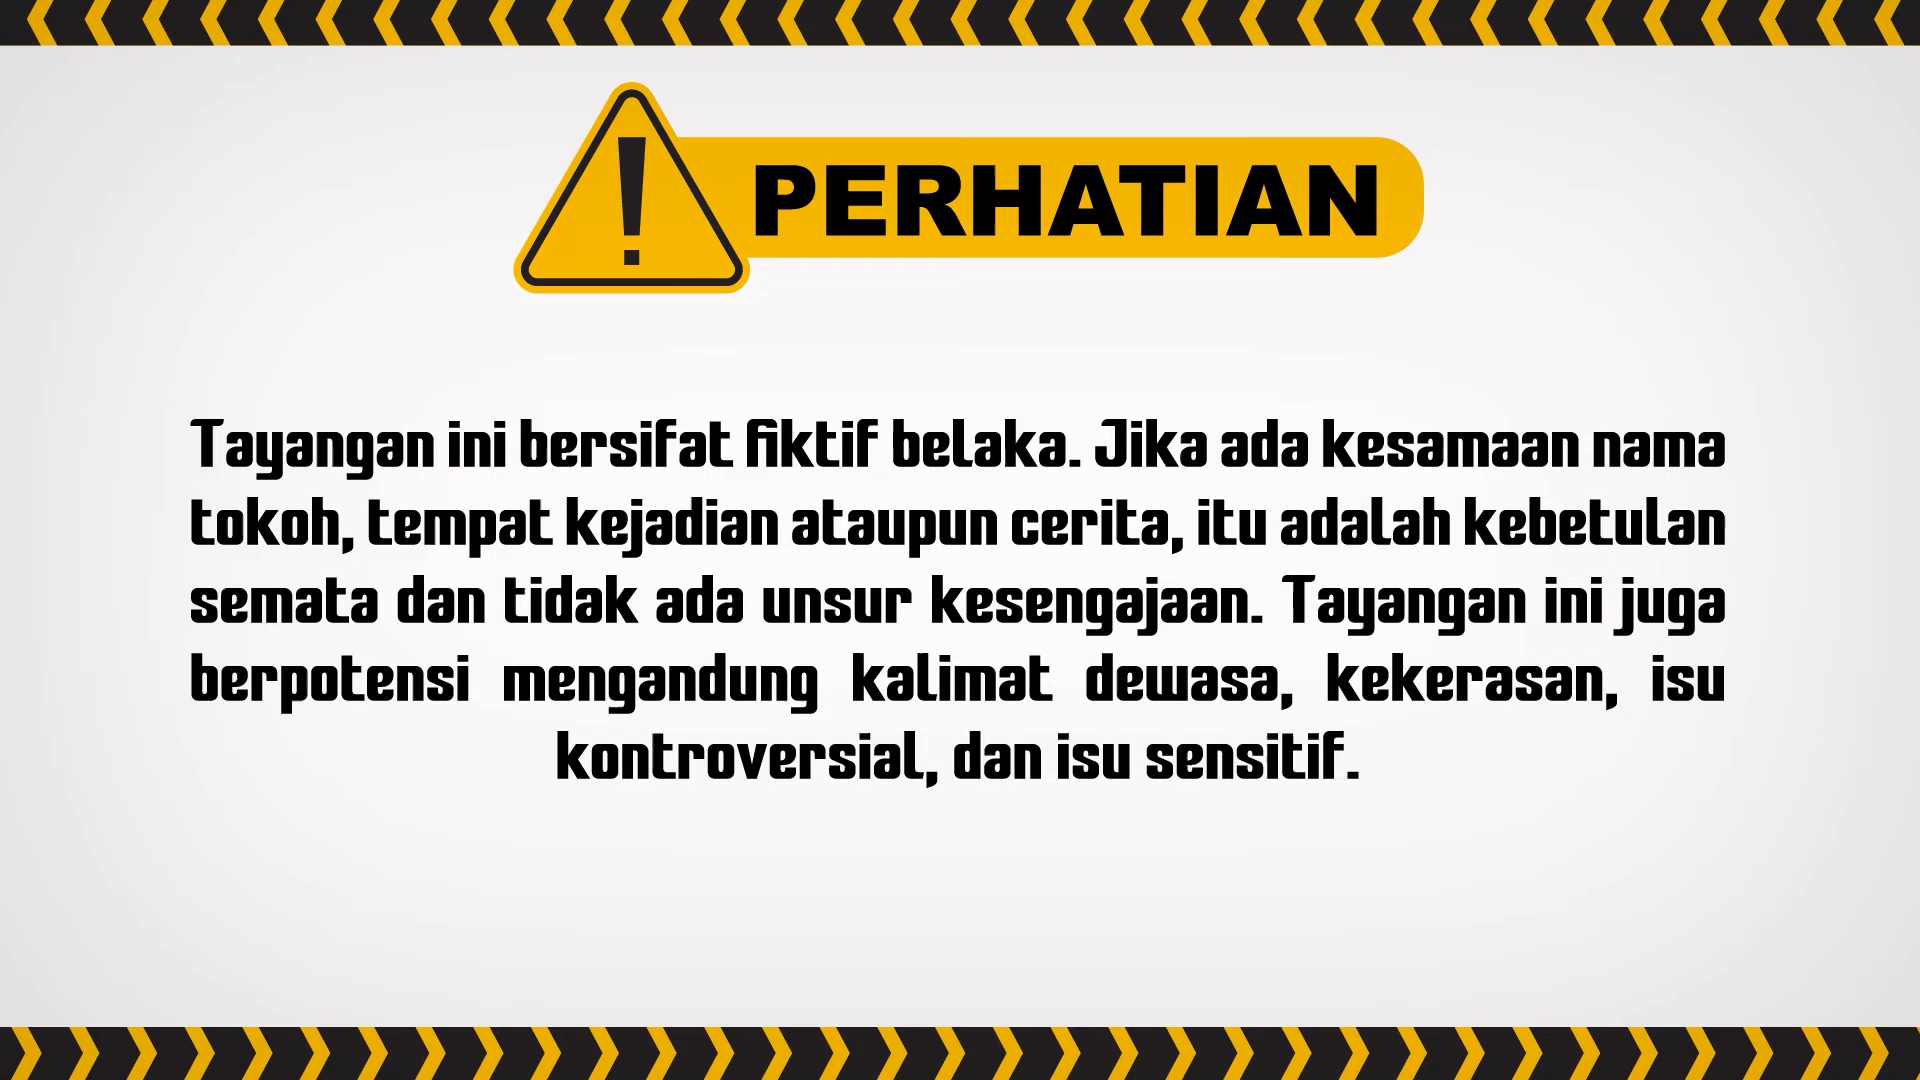 PERHATIAN
Tayangan ini bersifat fiktif belaka. Jika ada kesamaan nama
tokoh, tempat kejadian ataupun cerita, itu adalah kebetulan
semata dan tidak ada unsur kesengajaan. Tayangan ini juga
berpotensi mengandung kalimat dewasa, kekerasan, isu
kontroversial, dan isu sensitif.